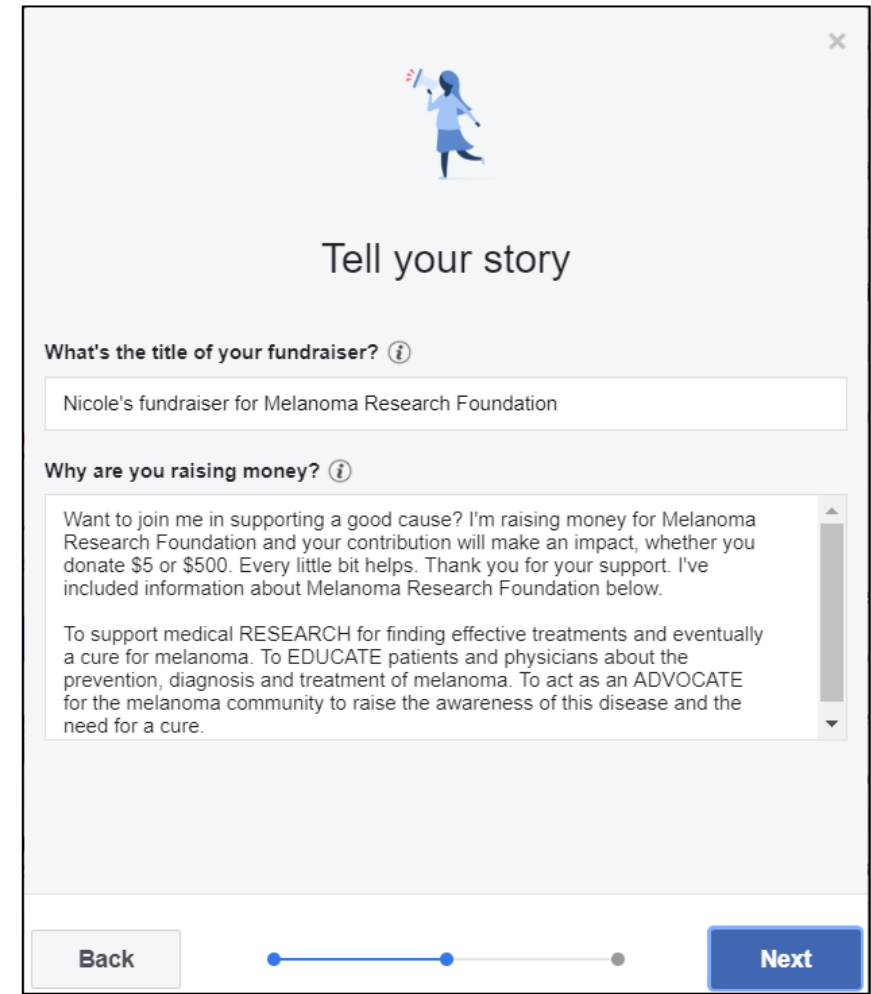 Tell your story
What's the title of your fundraiser?
Nicole's fundraiser for Melanoma Research Foundation
Why are you raising money?
Want to join me in supporting a good cause? I'm raising money for Melanoma
Research Foundation and your contribution will make an impact, whether you
donate $5 or $500. Every little bit helps. Thank you for your support. I've
included information about Melanoma Research Foundation below.
To support medical RESEARCH for finding effective treatments and eventually
a cure for melanoma. To EDUCATE patients and physicians about the
prevention, diagnosis and treatment of melanoma. To act as an ADVOCATE
for the melanoma community to raise the awareness of this disease and the
need for a cure.
Back
Next